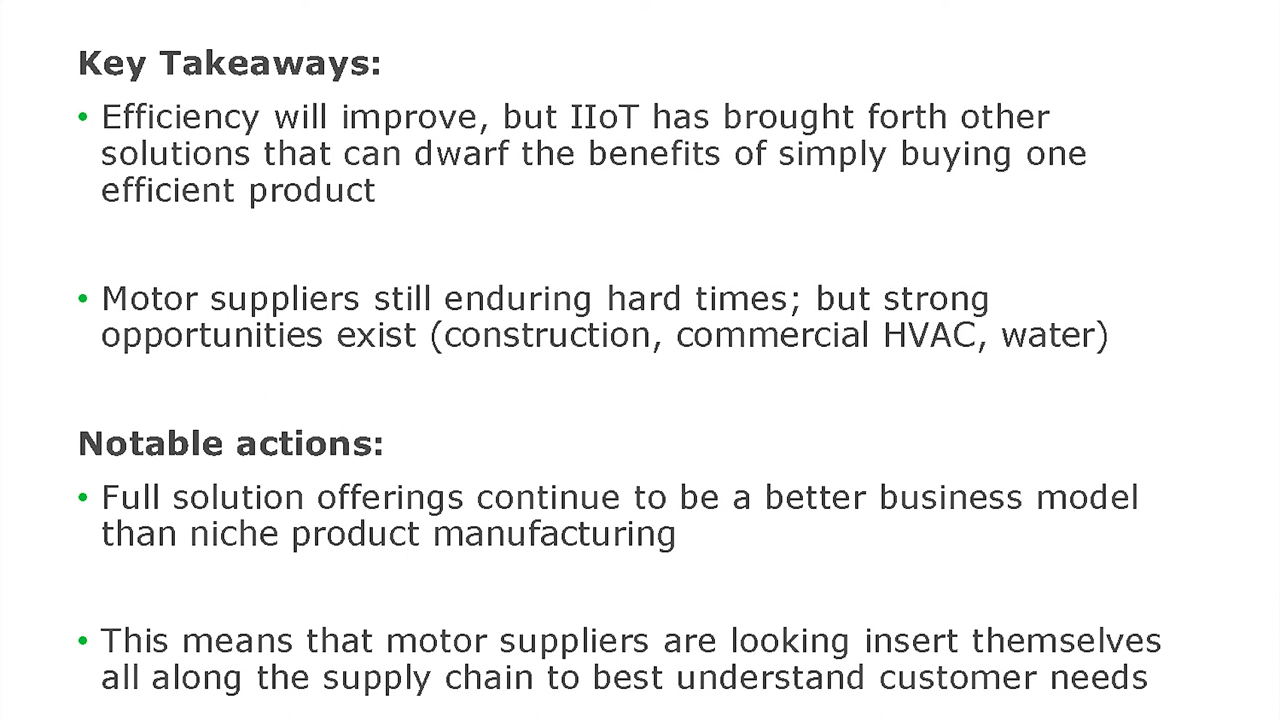 Key Takeaways:
• Efficiency will improve, but IIoT has brought forth other
solutions that can dwarf the benefits of simply buying one
efficient product
• Motor suppliers still enduring hard times; but strong
opportunities exist (construction, commercial HVAC, water)
Notable actions:
• Full solution offerings continue to be a better business model
than niche product manufacturing
• This means that motor suppliers are looking insert themselves
all along the supply chain to best understand customer needs